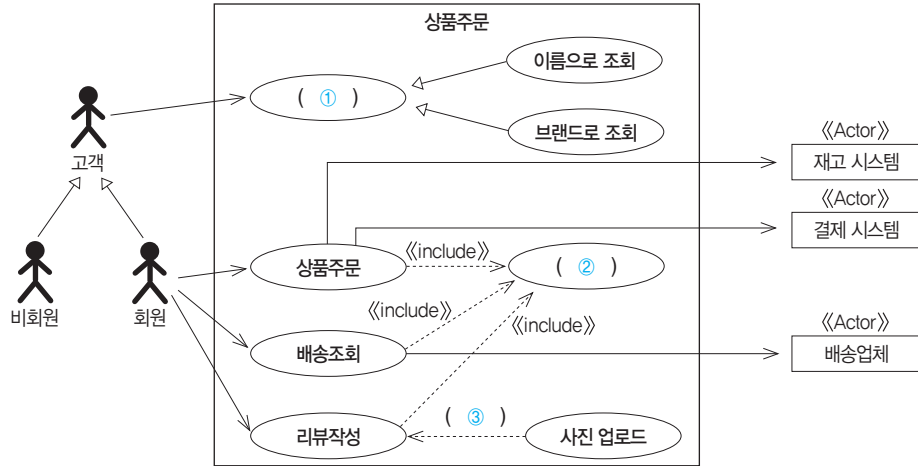 상품주문
이름으로 조회
( ① )
브랜드로 조회
고객
《Actor》
재고 시스템
《Actor》
결제 시스템
상품주문
《include》
( ② )
비회원
회원
《include》
《include》
《Actor》
배송업체
배송조회
( ③ )
리뷰작성
사진 업로드